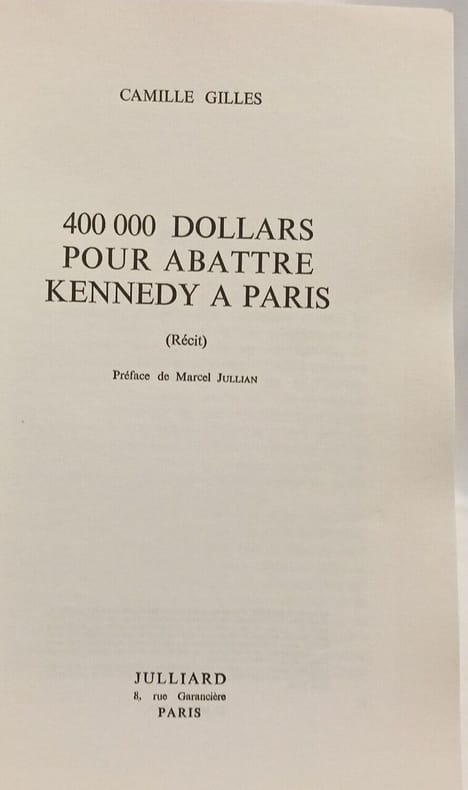 CAMILLE GILLES
400 000 DOLLARS
POUR ABATTRE
KENNEDY A PARIS
(Récit)
Préface de Marcel JULLIAN
JULLIARD
8, rue Garancière
PARIS